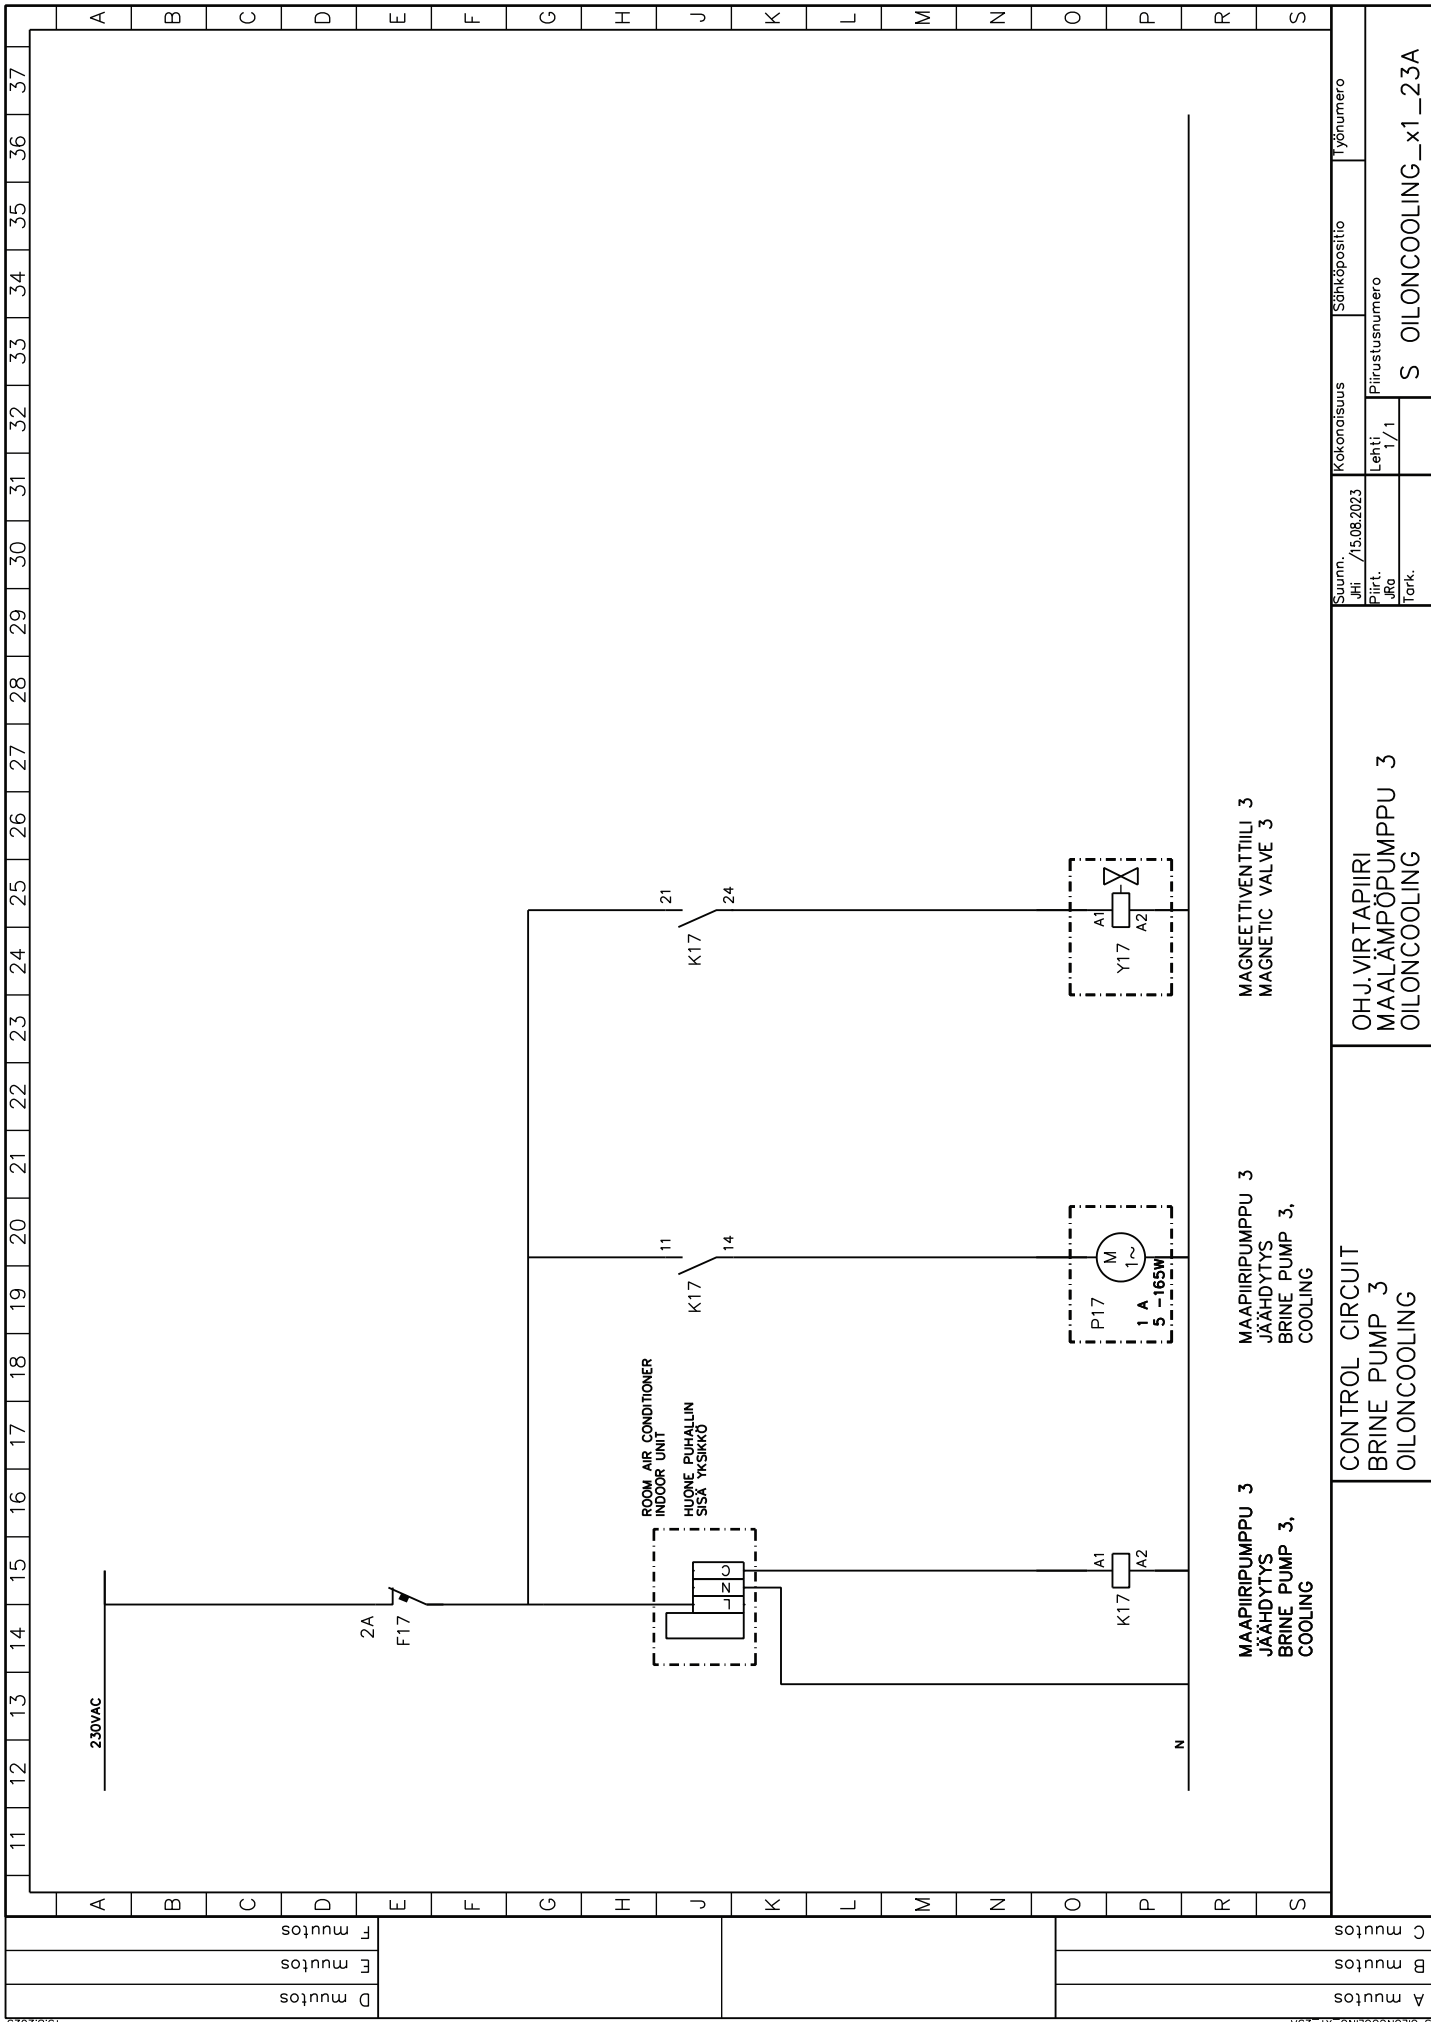 11 12 13 14 15 16 17 18 19 20 21 22 23 24 25 26 27 28 29 30 31 32 33 34 35 36 37
A
B
C
D
E
F
G
H
J
K
L
M
N
O
P
R
S
A
B
C
D
E
F
G
H
J
K
L
M
N
O
P
R
S
230VAC
2A
F17
ROOM AIR CONDITIONER
INDOOR UNIT
HUONE PUHALLIN
SISÄ YKSIKKÖ
L N C
K17
11
14
K17
21
24
K17
A1
A2
P17
M
1~
1 A
5 -165W
Y17
A1
A2
N
MAAPIIRIPUMPPU 3
JÄÄHDYTYS
BRINE PUMP 3,
COOLING
MAAPIIRIPUMPPU 3
JÄÄHDYTYS
BRINE PUMP 3,
COOLING
MAGNEETTIVENTTIILI 3
MAGNETIC VALVE 3
CONTROL CIRCUIT
BRINE PUMP 3
OILONCOOLING
OHJ.VIRTAPIIRI
MAALÄMPÖPUMPPU 3
OILONCOOLING
Suunn.
JHi /15.08.2023
Piirt.
JRa
Tark.
Kokonaisuus
Lehti
1/1
Sähköpositio
Työnumero
Piirustusnumero
S OILONCOOLING_x1_23A
A muutos
B muutos
C muutos
D muutos
E muutos
F muutos